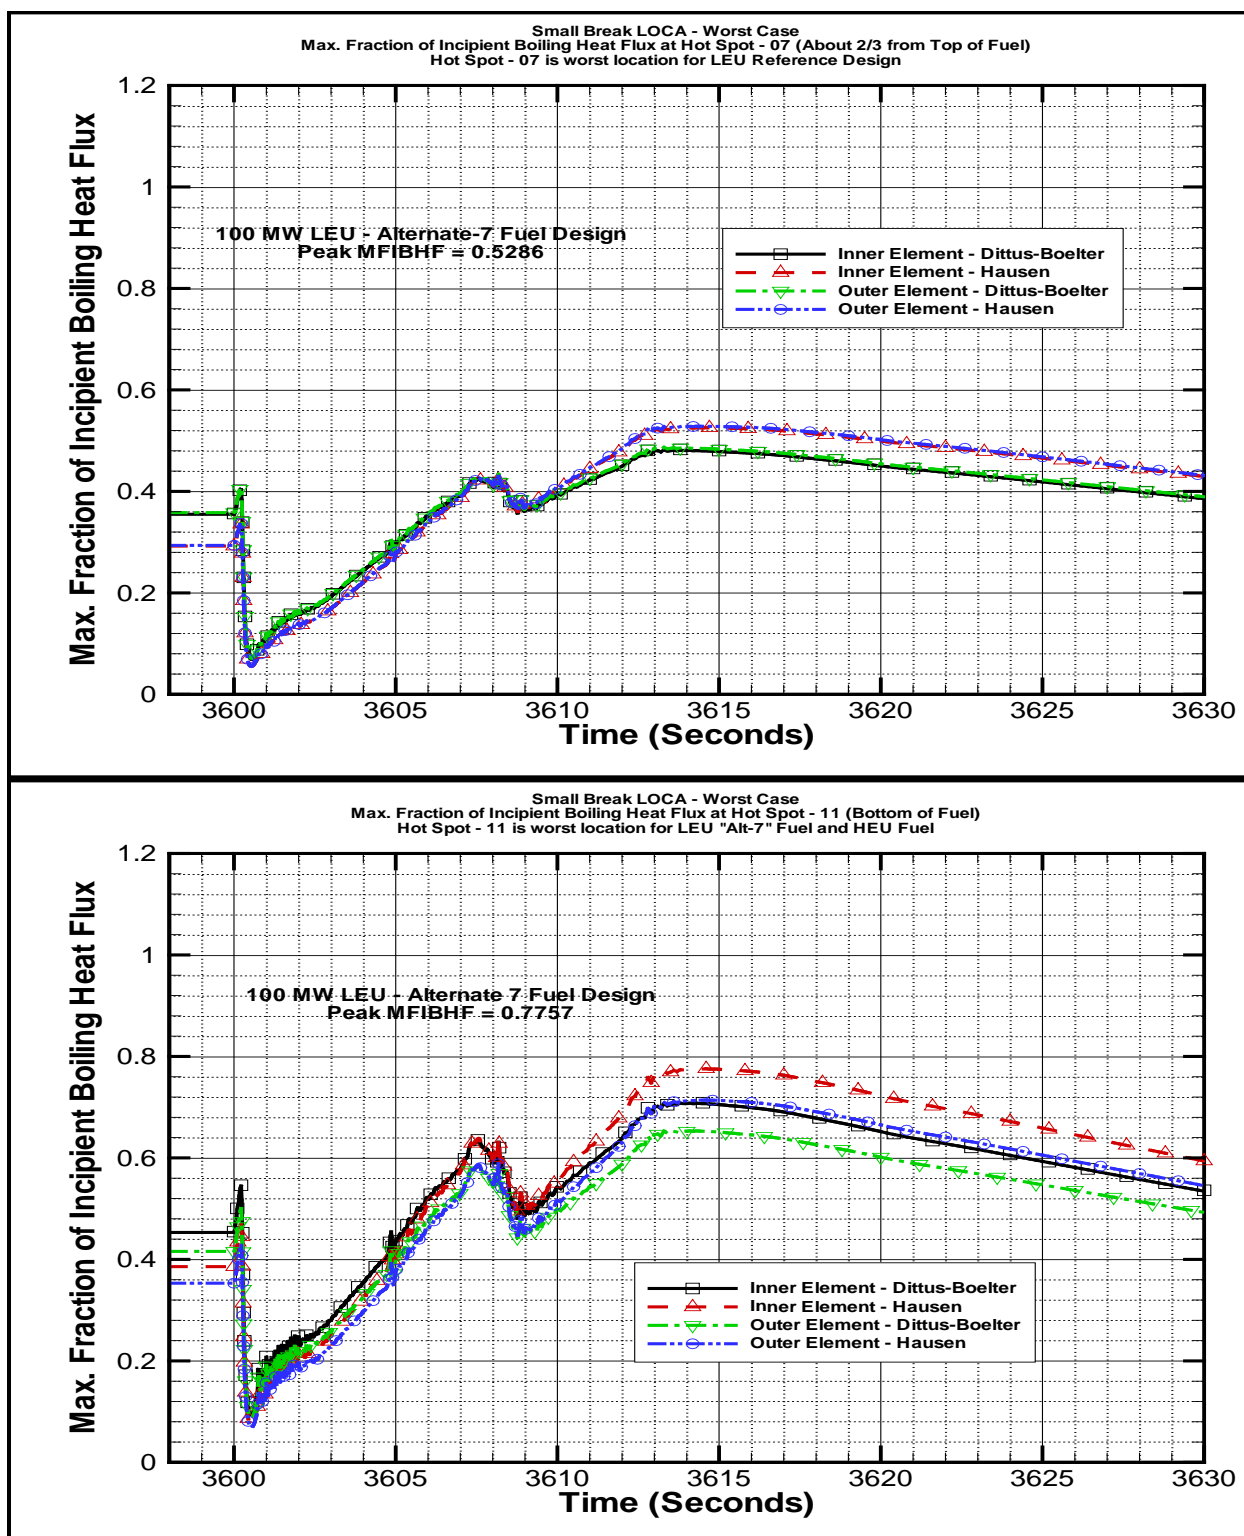 Small Break LOCA - Worst Case
Max. Fraction of Incipient Boiling Heat Flux at Hot Spot - 07 (About 2/3 from Top of Fuel)
Hot Spot - 07 is worst location for LEU Reference Design
Max. Fraction of Incipient Boiling Heat Flux
1.2
1
0.8
0.6
0.4
0.2
0
100 MW LEU - Alternate-7 Fuel Design
Peak MFIBHF = 0.5286
Inner Element - Dittus-Boelter
Inner Element - Hausen
Outer Element - Dittus-Boelter
Outer Element - Hausen
3600 3605 3610 3615 3620 3625 3630
Time (Seconds)
Small Break LOCA - Worst Case
Max. Fraction of Incipient Boiling Heat Flux at Hot Spot - 11 (Bottom of Fuel)
Hot Spot - 11 is worst location for LEU "Alt-7" Fuel and HEU Fuel
Max. Fraction of Incipient Boiling Heat Flux
1.2
1
0.8
0.6
0.4
0.2
0
100 MW LEU - Alternate 7 Fuel Design
Peak MFIBHF = 0.7757
Inner Element - Dittus-Boelter
Inner Element - Hausen
Outer Element - Dittus-Boelter
Outer Element - Hausen
3600 3605 3610 3615 3620 3625 3630
Time (Seconds)